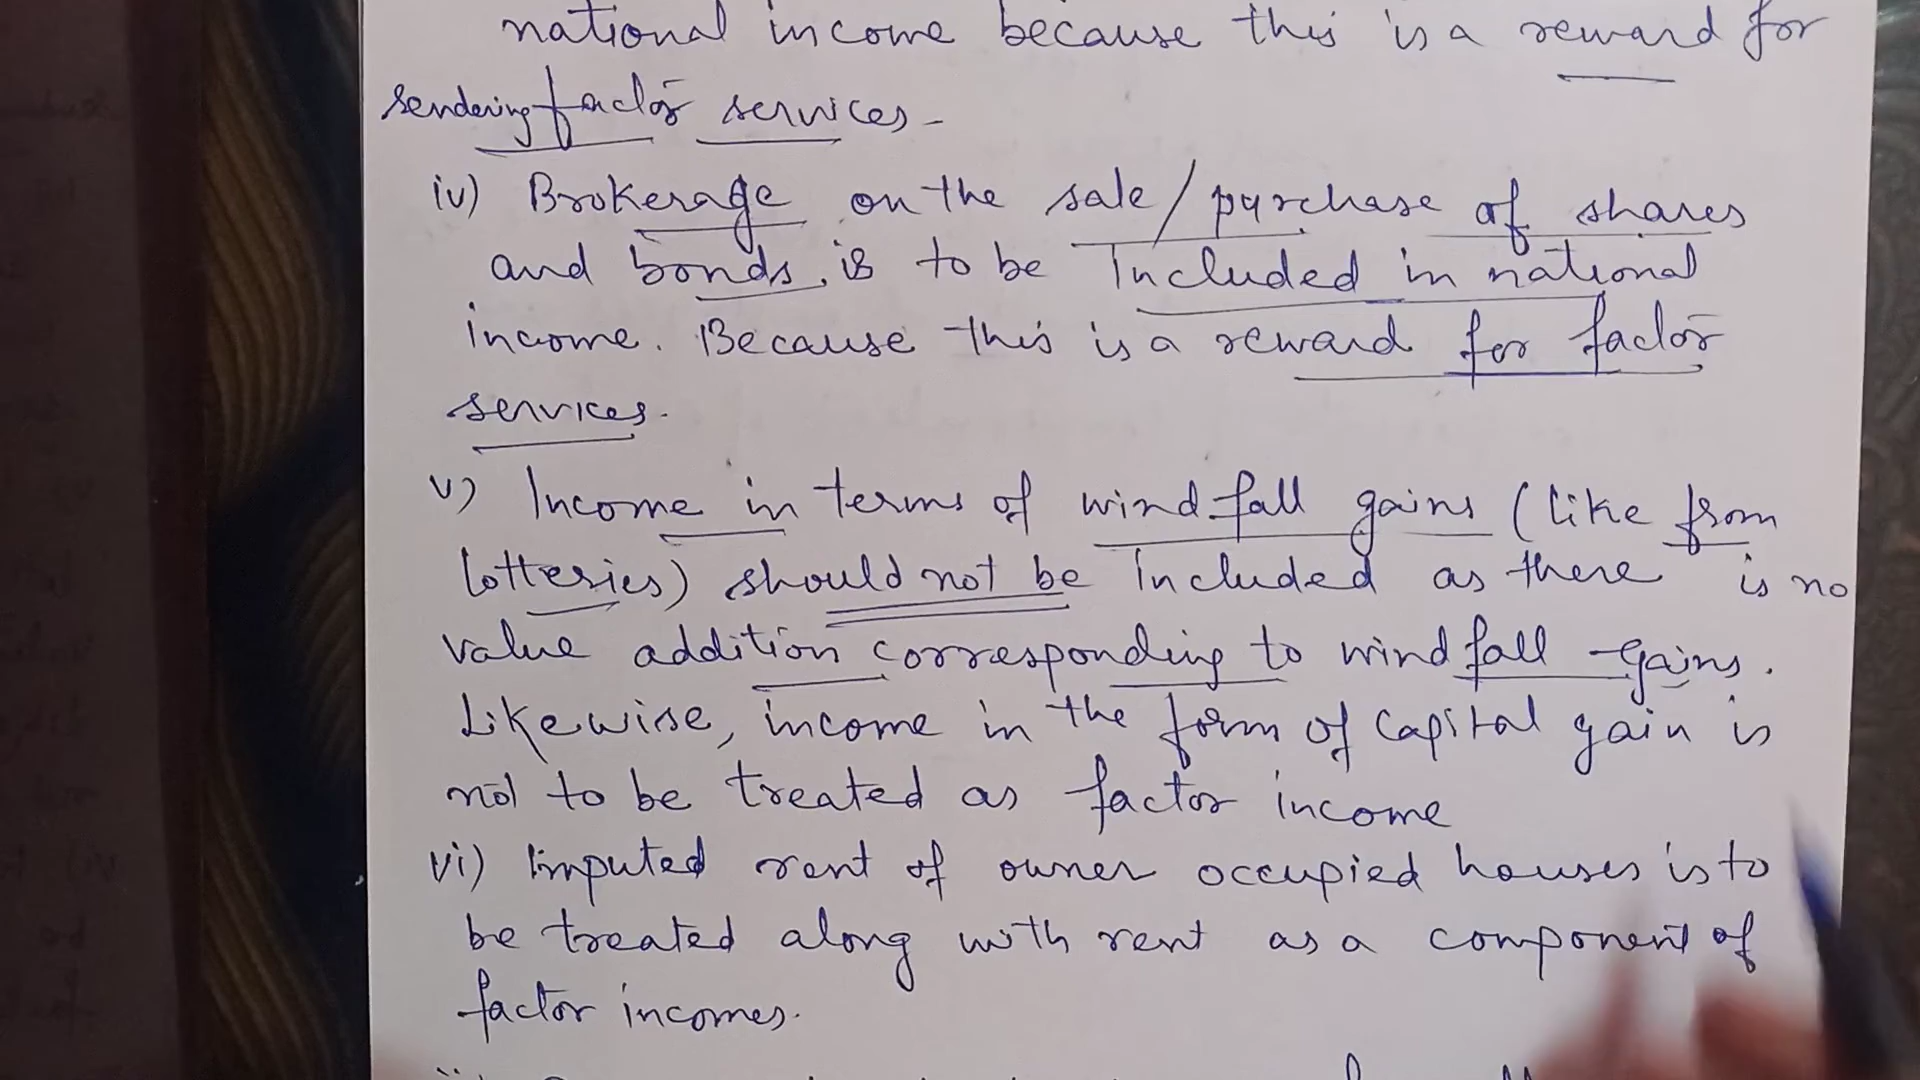 national income because this is a reward for
rendering factor services -
iv) Brokerage on the sale/purchase of shares
and bonds, is to be Included in national
income. Because this is a reward for factor
services.
v) Income in terms of windfall gains (like from
lotteries) should not be included as there is no
value addition corresponding to windfall gains.
Likewise, income in the form of capital gain is
not to be treated as factor income
vi) Imputed rent of owner occupied houses is to
be treated along with rent as a component of
factor incomes.